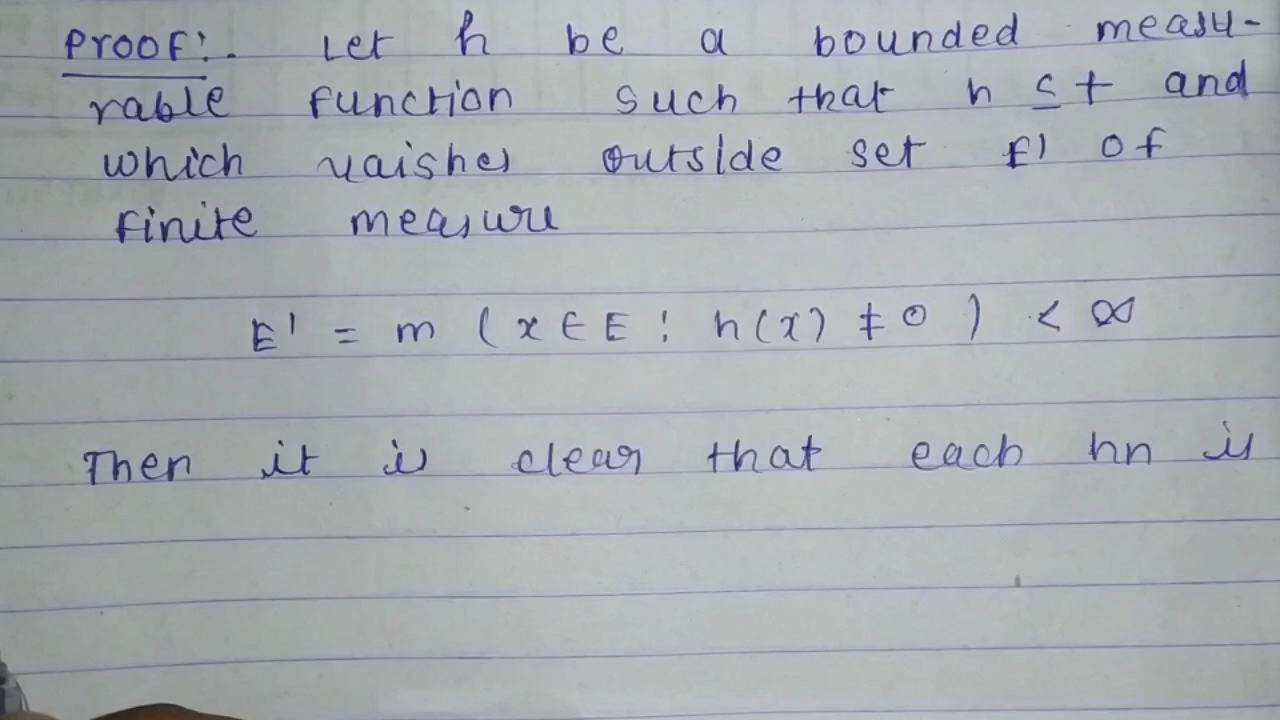 Proof:- Let h be a bounded measu-
rable function such that h ≤ f and
which vaishes outside set E' of
finite measure
E' = m (x ∈ E : h(x) ≠ 0 ) < ∞
Then it is clear that each hn is